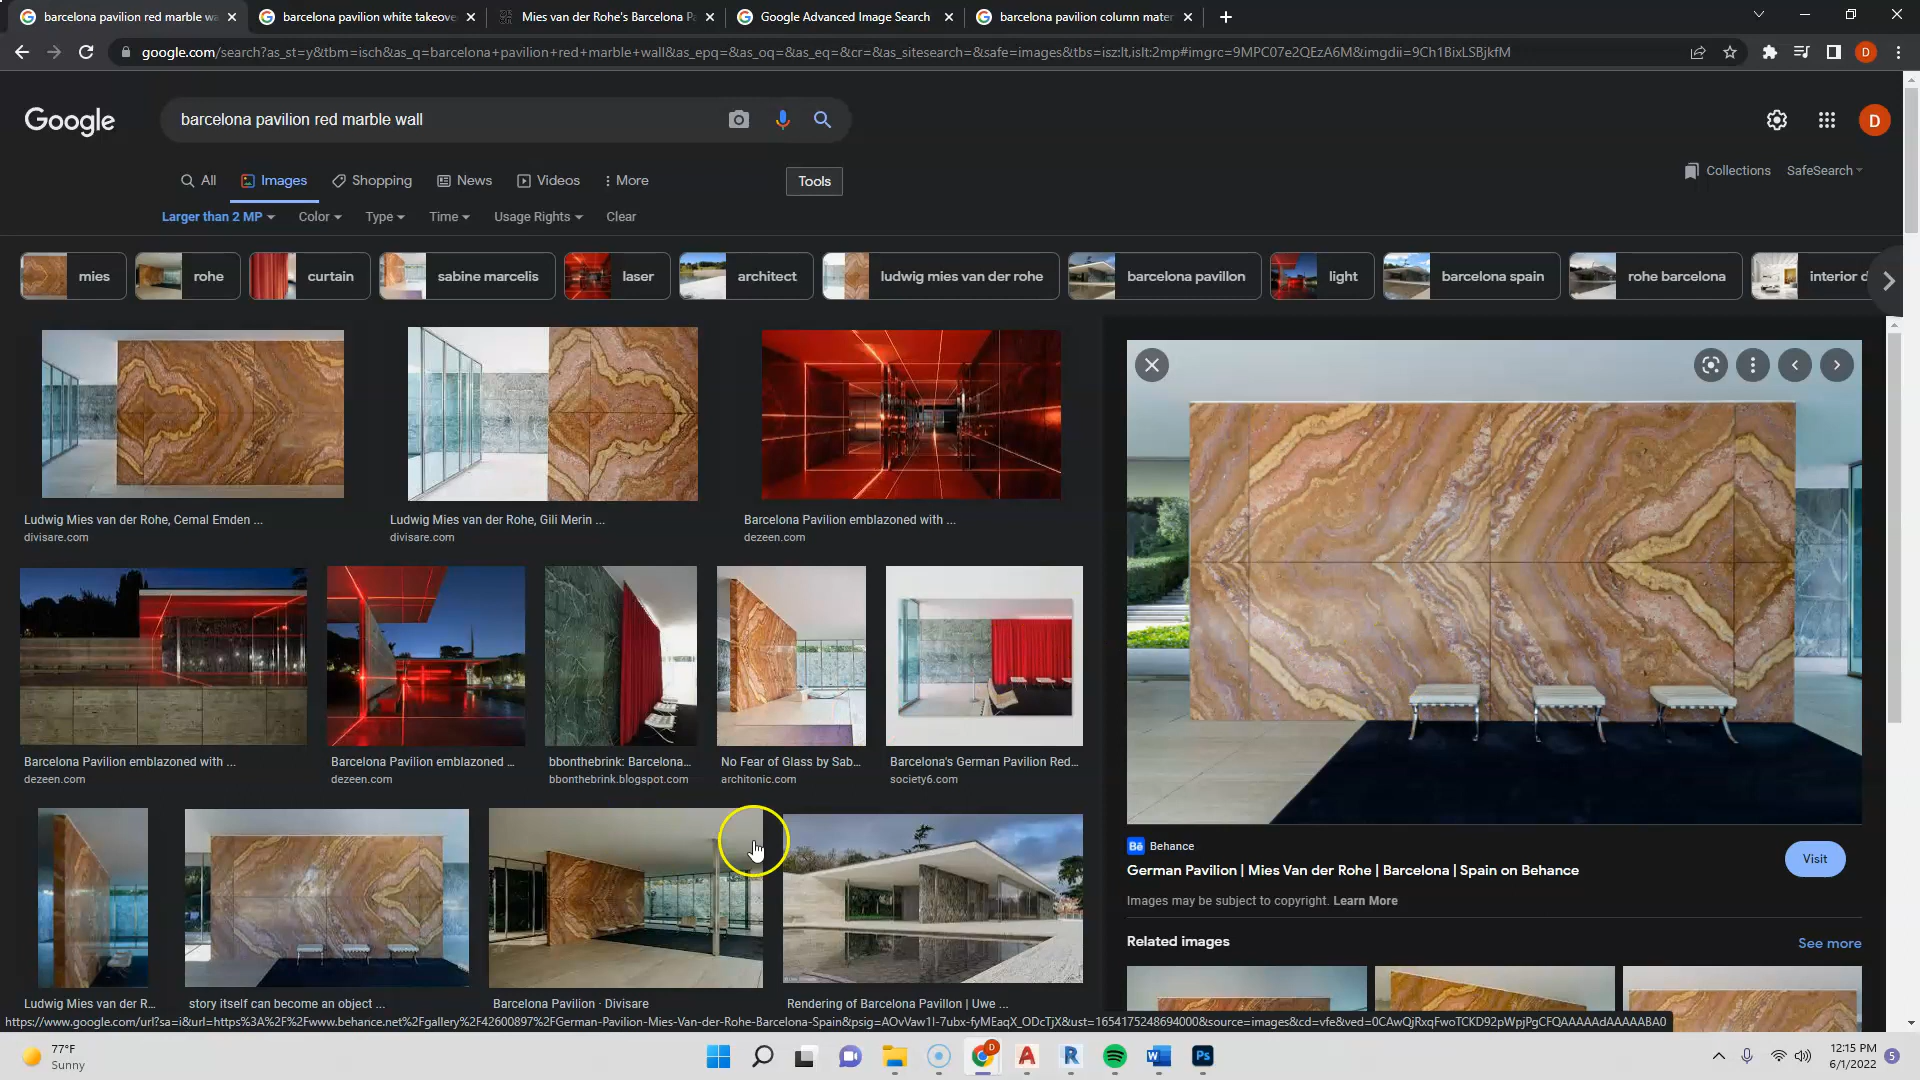 barcelona pavilion red marble wa
barcelona pavilion white takeove
Mies van der Rohe's Barcelona Pa
Google Advanced Image Search
barcelona pavilion column mater
google.com/search?as_st=y&tbm=isch&as_q=barcelona+pavilion+red+marble+wall&as_epq=&as_oq=&as_eq=&cr=&as_sitesearch=&safe=images&tbs=isz:lt,islt:2mp#imgrc=9MPC07e2QEzA6M&imgdii=9Ch1BixLSBjkfM
D
Google
barcelona pavilion red marble wall
D
All
Images
Shopping
News
Videos
More
Tools
Collections
SafeSearch
Larger than 2 MP
Color
Type
Time
Usage Rights
Clear
mies
rohe
curtain
sabine marcelis
laser
architect
ludwig mies van der rohe
barcelona pavillon
light
barcelona spain
rohe barcelona
interior d
Ludwig Mies van der Rohe, Cemal Emden ...
divisare.com
Ludwig Mies van der Rohe, Gili Merin ...
divisare.com
Barcelona Pavilion emblazoned with ...
dezeen.com
Barcelona Pavilion emblazoned with ...
dezeen.com
Barcelona Pavilion emblazoned ...
dezeen.com
bbonthebrink: Barcelona...
bbonthebrink.blogspot.com
No Fear of Glass by Sab...
architonic.com
Barcelona's German Pavilion Red...
society6.com
Bē Behance
Visit
German Pavilion | Mies Van der Rohe | Barcelona | Spain on Behance
Images may be subject to copyright. Learn More
Related images
See more
Ludwig Mies van der R...
story itself can become an object ...
Barcelona Pavilion · Divisare
Rendering of Barcelona Pavillon | Uwe ...
https://www.google.com/url?sa=i&url=https%3A%2F%2Fwww.behance.net%2Fgallery%2F42600897%2FGerman-Pavilion-Mies-Van-der-Rohe-Barcelona-Spain&psig=AOvVaw1I-7ubx-fyMEaqX_ODcTjX&ust=1654175248694000&source=images&cd=vfe&ved=0CAwQjRxqFwoTCKD92pWpjPgCFQAAAAAdAAAAABA0
77°F
Sunny
D
A
R
W
Ps
12:15 PM
6/1/2022
5